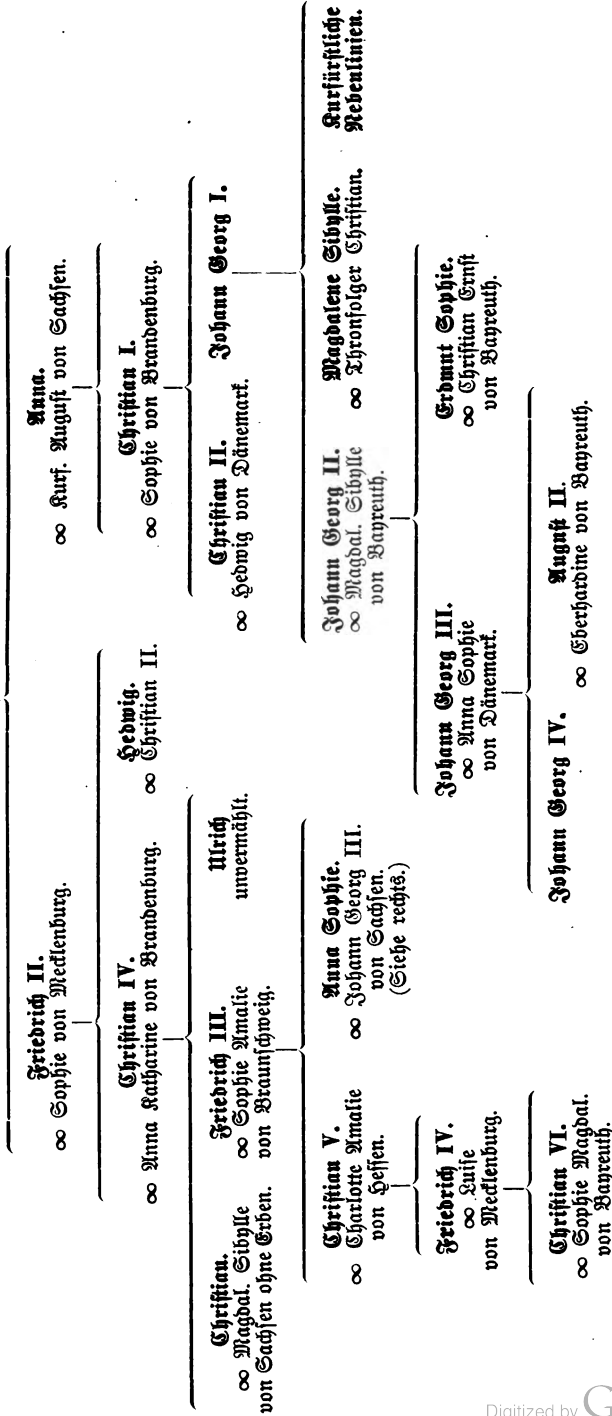 Friedrich II.
∞ Sophie von Mecklenburg.
Anna.
∞ Kurf. August von Sachsen.
Christian IV.
∞ Anna Katharine von Brandenburg.
Hedwig.
∞ Christian II.
Christian I.
∞ Sophie von Brandenburg.
Christian.
∞ Magdal. Sibylle
von Sachsen ohne Erben.
Friedrich III.
∞ Sophie Amalie
von Braunschweig.
Ulrich
unvermählt.
Christian II.
∞ Hedwig von Dänemark.
Johann Georg I.
Christian V.
∞ Charlotte Amalie
von Hessen.
Anna Sophie.
∞ Johann Georg III.
von Sachsen.
(Siehe rechts.)
Johann Georg II.
∞ Magdal. Sibylle
von Bayreuth.
Magdalene Sibylle.
∞ Thronfolger Christian.
Kurfürstliche
Nebenlinien.
Friedrich IV.
∞ Luise
von Mecklenburg.
Johann Georg III.
∞ Anna Sophie
von Dänemark.
Erdmut Sophie.
∞ Christian Ernst
von Bayreuth.
Christian VI.
∞ Sophie Magdal.
von Bayreuth.
Johann Georg IV.
August II.
∞ Eberhardine von Bayreuth.
Digitized by G